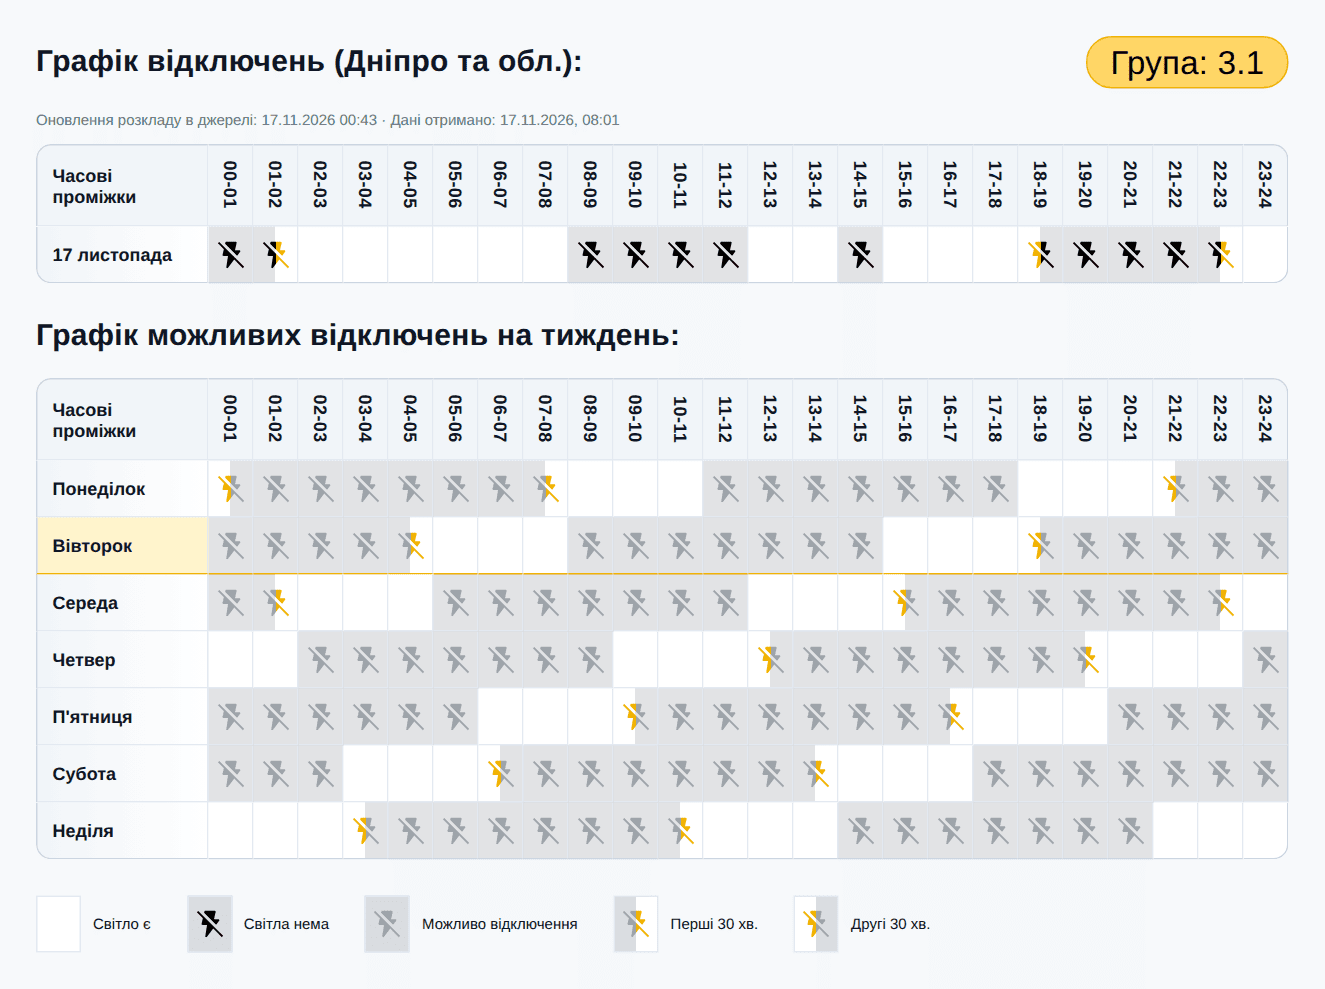 Графік відключень (Дніпро та обл.):
Група: 3.1
Оновлення розкладу в джерелі: 17.11.2026 00:43 · Дані отримано: 17.11.2026, 08:01
Часові
проміжки
00-01 01-02 02-03 03-04 04-05 05-06 06-07 07-08 08-09 09-10 10-11 11-12 12-13 13-14 14-15 15-16 16-17 17-18 18-19 19-20 20-21 21-22 22-23 23-24
17 листопада
Графік можливих відключень на тиждень:
Часові
проміжки
00-01 01-02 02-03 03-04 04-05 05-06 06-07 07-08 08-09 09-10 10-11 11-12 12-13 13-14 14-15 15-16 16-17 17-18 18-19 19-20 20-21 21-22 22-23 23-24
Понеділок
Вівторок
Середа
Четвер
П'ятниця
Субота
Неділя
Світло є
Світла нема
Можливо відключення
Перші 30 хв.
Другі 30 хв.